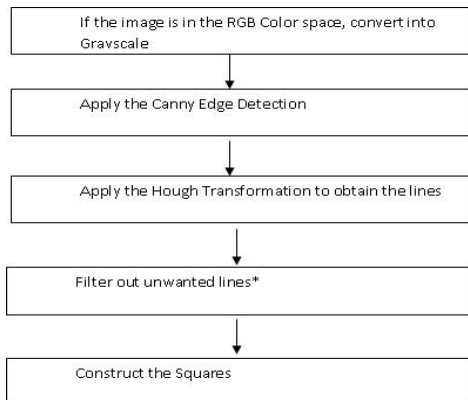 If the image is in the RGB Color space, convert into
Grayscale
Apply the Canny Edge Detection
Apply the Hough Transformation to obtain the lines
Filter out unwanted lines*
Construct the Squares